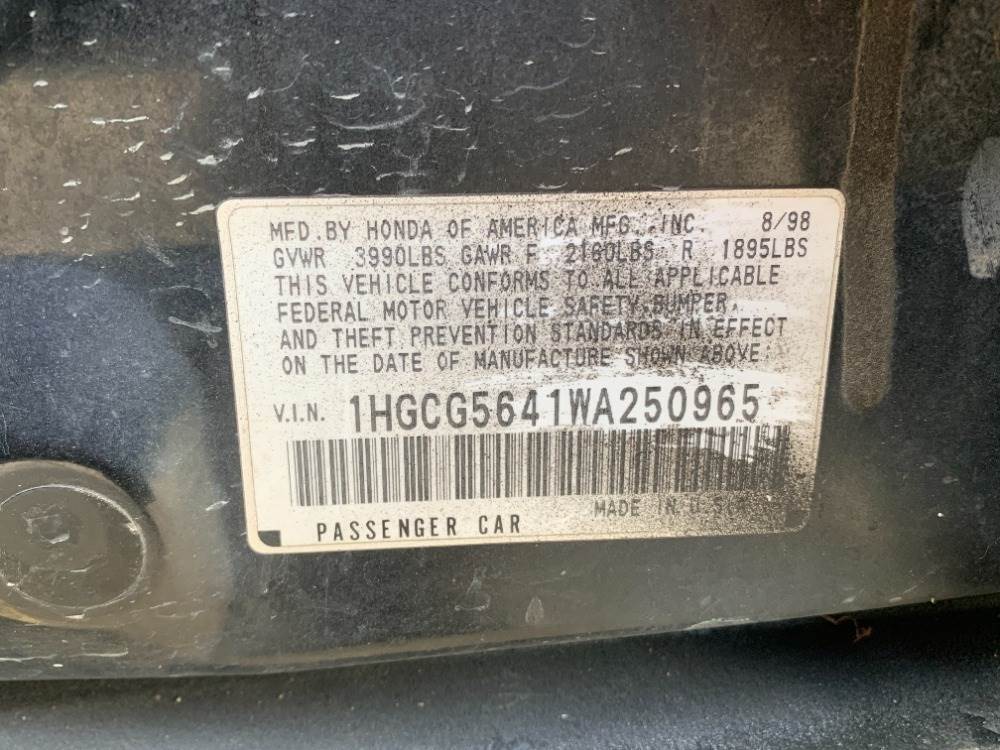 MFD.BY HONDA OF AMERICA MFG.,INC. 8/98
GVWR 3990LBS GAWR F 2160LBS R 1895LBS
THIS VEHICLE CONFORMS TO ALL APPLICABLE
FEDERAL MOTOR VEHICLE SAFETY,BUMPER,
AND THEFT PREVENTION STANDARDS IN EFFECT
ON THE DATE OF MANUFACTURE SHOWN ABOVE:
V.I.N. 1HGCG5641WA250965
MADE IN U.S.A
PASSENGER CAR